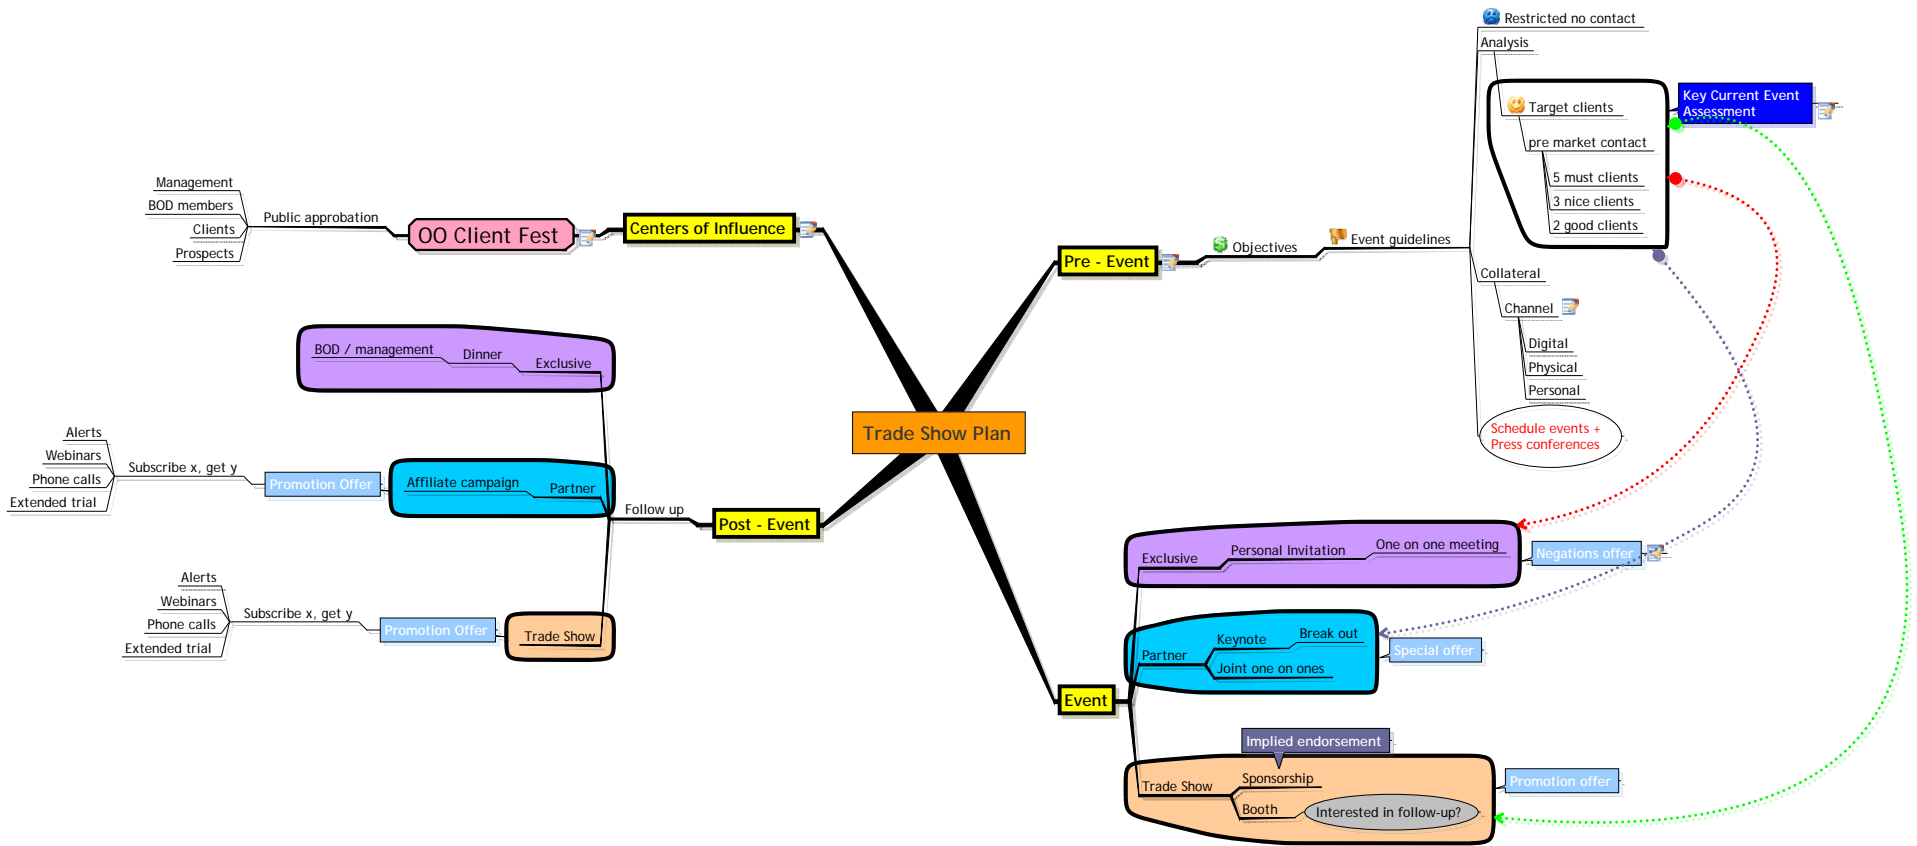 Trade Show Plan
Pre - Event
Objectives
Event guidelines
Restricted no contact
Analysis
Target clients
pre market contact
5 must clients
3 nice clients
2 good clients
Key Current Event
Assessment
Collateral
Channel
Digital
Physical
Personal
Schedule events +
Press conferences
Event
Exclusive
Personal Invitation
One on one meeting
Negations offer
Partner
Keynote
Break out
Joint one on ones
Special offer
Trade Show
Implied endorsement
Sponsorship
Booth
Interested in follow-up?
Promotion offer
Post - Event
Follow up
Exclusive
Dinner
BOD / management
Partner
Affiliate campaign
Promotion Offer
Subscribe x, get y
Alerts
Webinars
Phone calls
Extended trial
Trade Show
Promotion Offer
Subscribe x, get y
Alerts
Webinars
Phone calls
Extended trial
Centers of Influence
OO Client Fest
Public approbation
Management
BOD members
Clients
Prospects